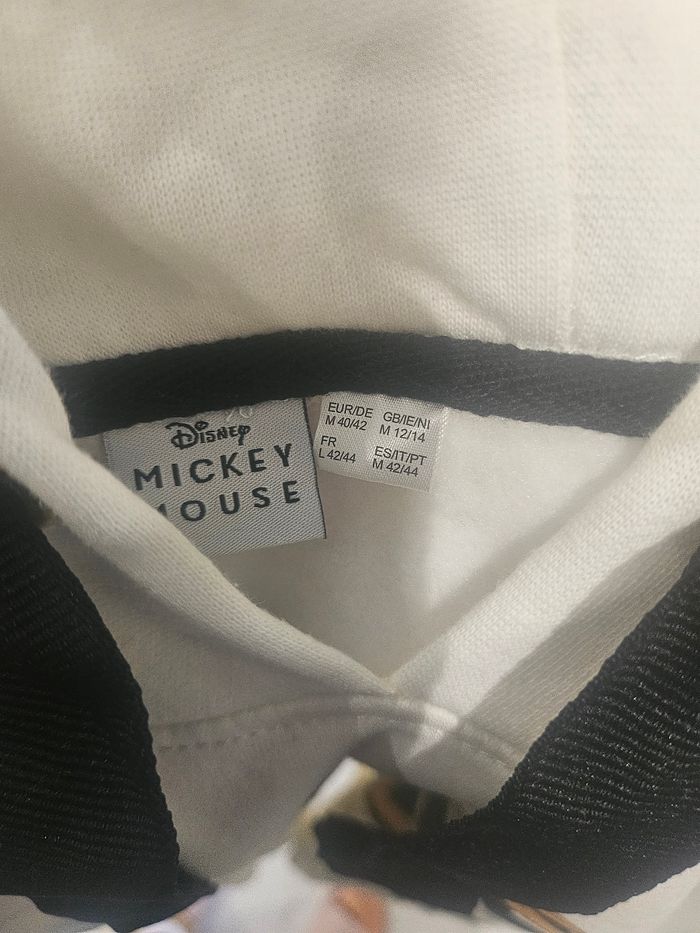 Disney
MICKEY
MOUSE
EUR/DE
M 40/42
GB/IE/NI
M 12/14
FR
L 42/44
ES/IT/PT
M 42/44